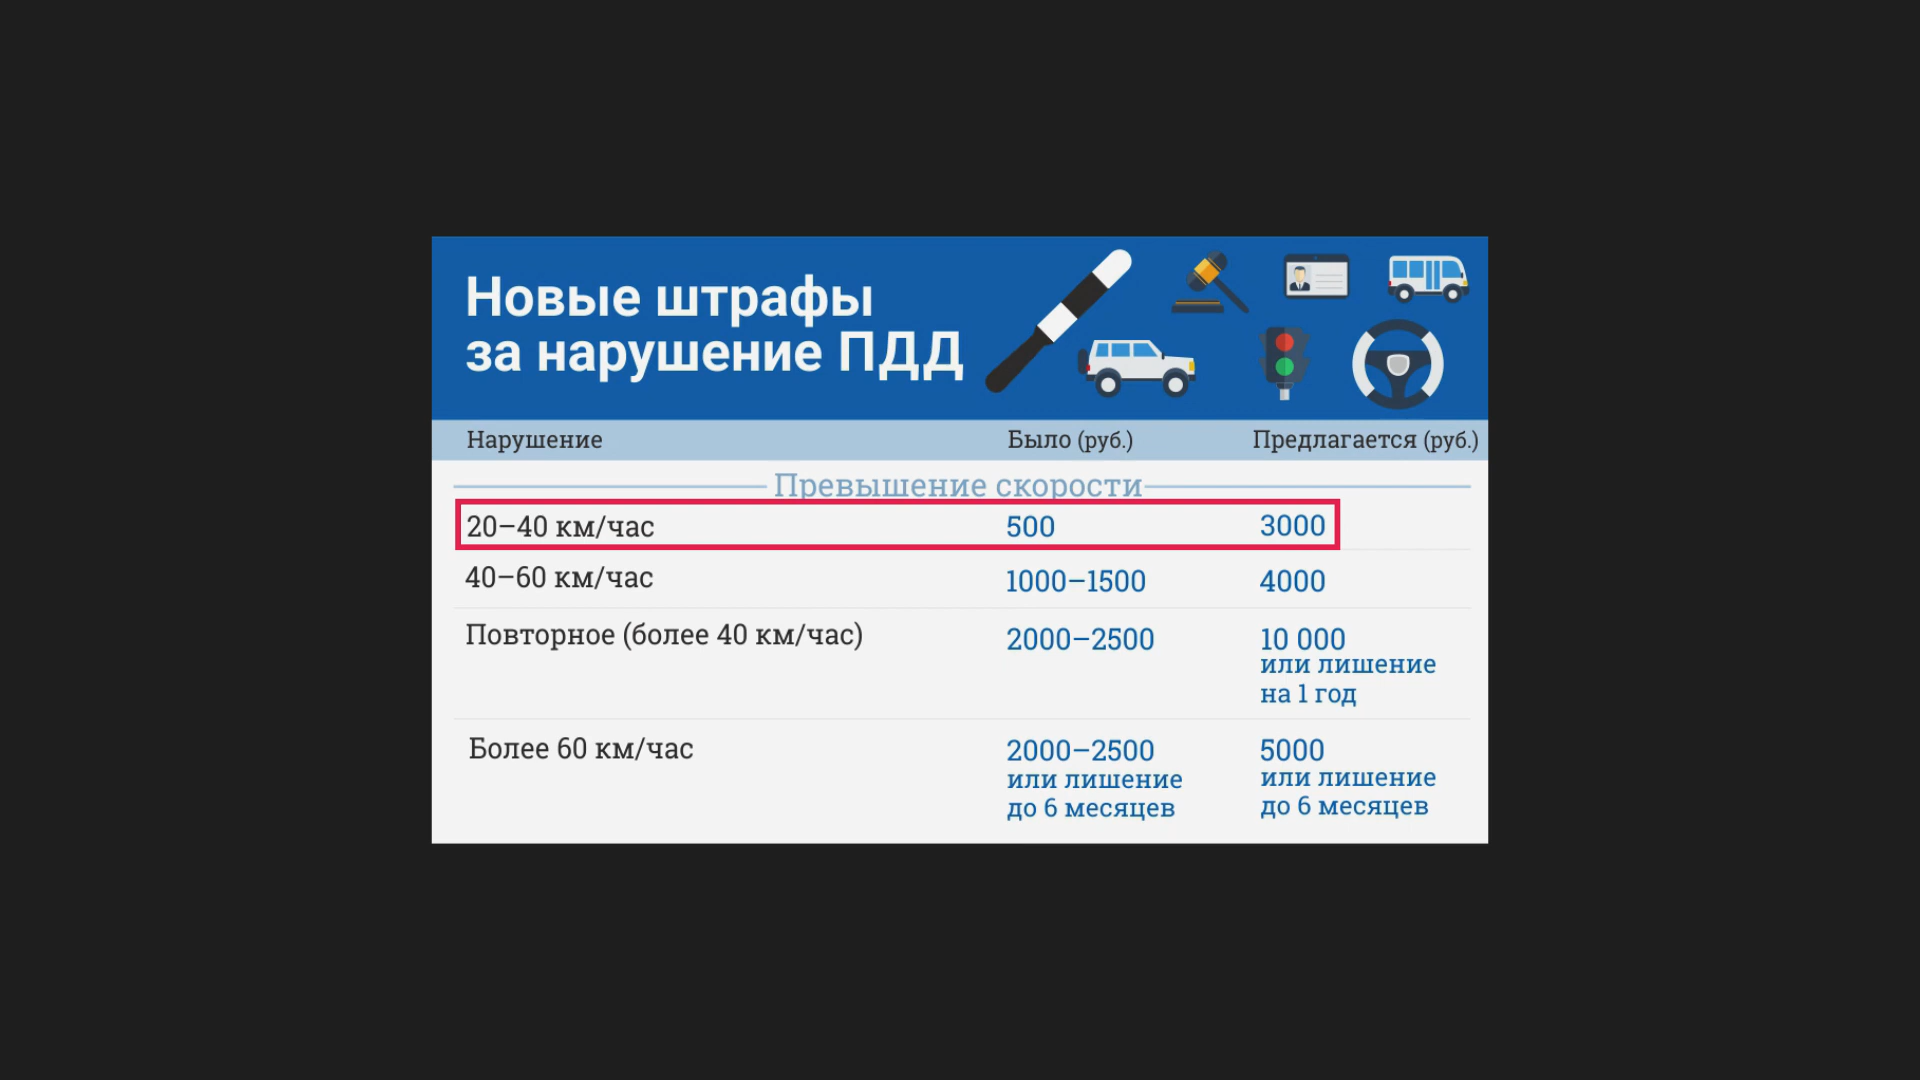 Новые штрафы
за нарушение ПДД
Нарушение Было (руб.) Предлагается (руб.)
Превышение скорости
20–40 км/час 500 3000
40–60 км/час 1000–1500 4000
Повторное (более 40 км/час) 2000–2500 10 000
или лишение
на 1 год
Более 60 км/час 2000–2500 5000
или лишение или лишение
до 6 месяцев до 6 месяцев